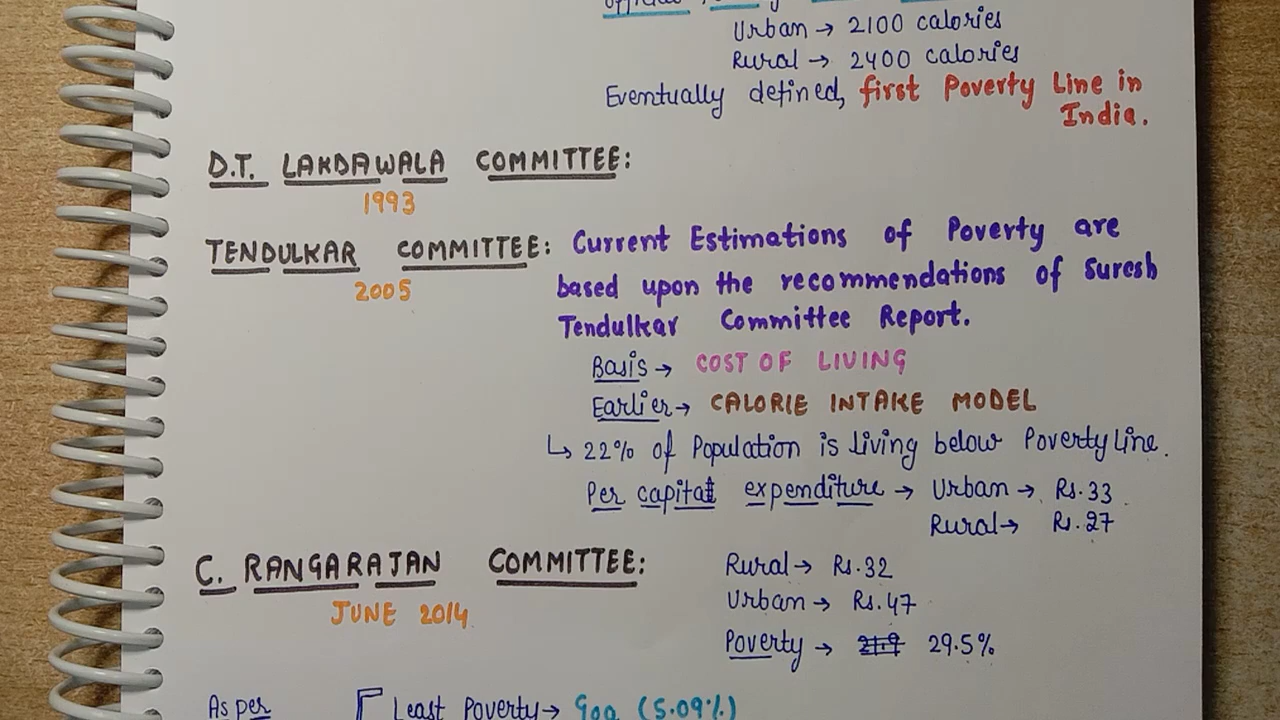 Urban → 2100 calories
Rural → 2400 calories
Eventually defined, first Poverty Line in
India.
D.T. LAKDAWALA COMMITTEE:
1993
TENDULKAR COMMITTEE: Current Estimations of Poverty are
2005 based upon the recommendations of Suresh
Tendulkar Committee Report.
Basis → COST OF LIVING
Earlier → CALORIE INTAKE MODEL
↳ 22% of Population is living below Poverty Line.
Per capita expenditure → Urban → Rs. 33
Rural → Rs. 27
C. RANGARAJAN COMMITTEE: Rural → Rs. 32
JUNE 2014 Urban → Rs. 47
Poverty → 21.9 29.5%
As per Least Poverty → Goa (5.09%)